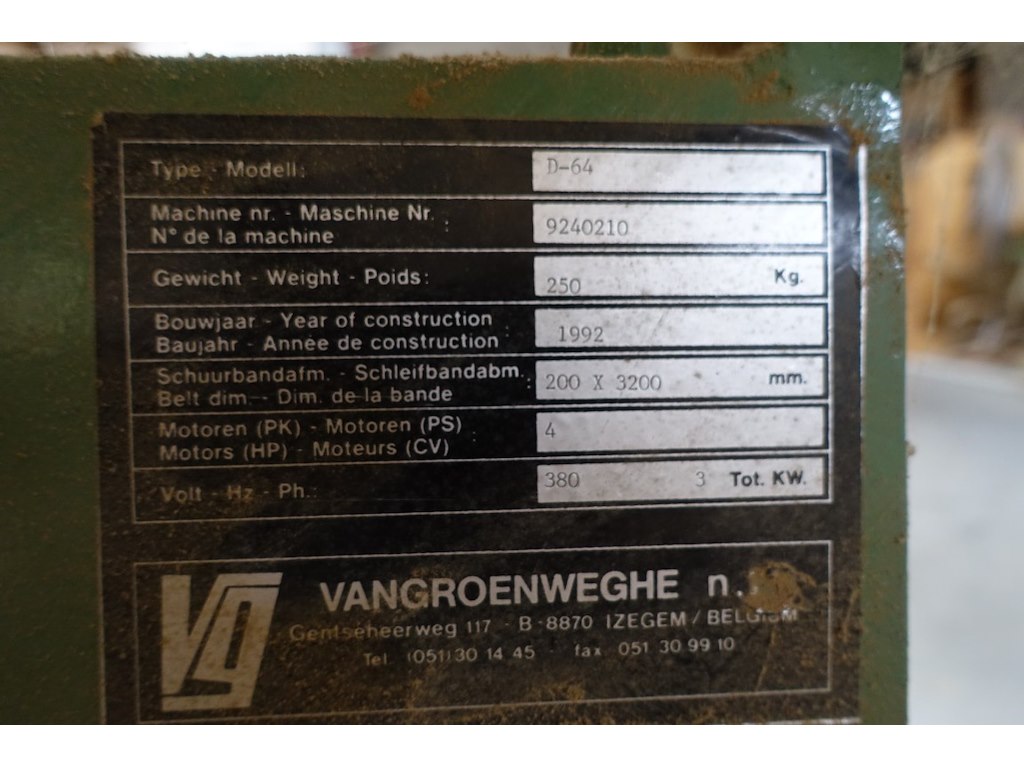 Type - Modell: D-64
Machine nr. - Maschine Nr. : 9240210
N° de la machine
Gewicht - Weight - Poids: 250 Kg.
Bouwjaar - Year of construction : 1992
Baujahr - Année de construction
Schuurbandafm. - Schleifbandabm. : 200 X 3200 mm.
Belt dim. - Dim. de la bande
Motoren (PK) - Motoren (PS) : 4
Motors (HP) - Moteurs (CV)
Volt - Hz - Ph.: 380 3 Tot. KW.
VG VANGROENWEGHE n.
Gentseheerweg 117 - B-8870 IZEGEM / BELGIUM
Tel. (051) 30 14 45 - fax 051 30 99 10